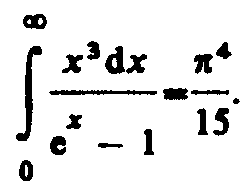 ∫₀^∞ x³dx / (eˣ − 1) = π⁴/15.